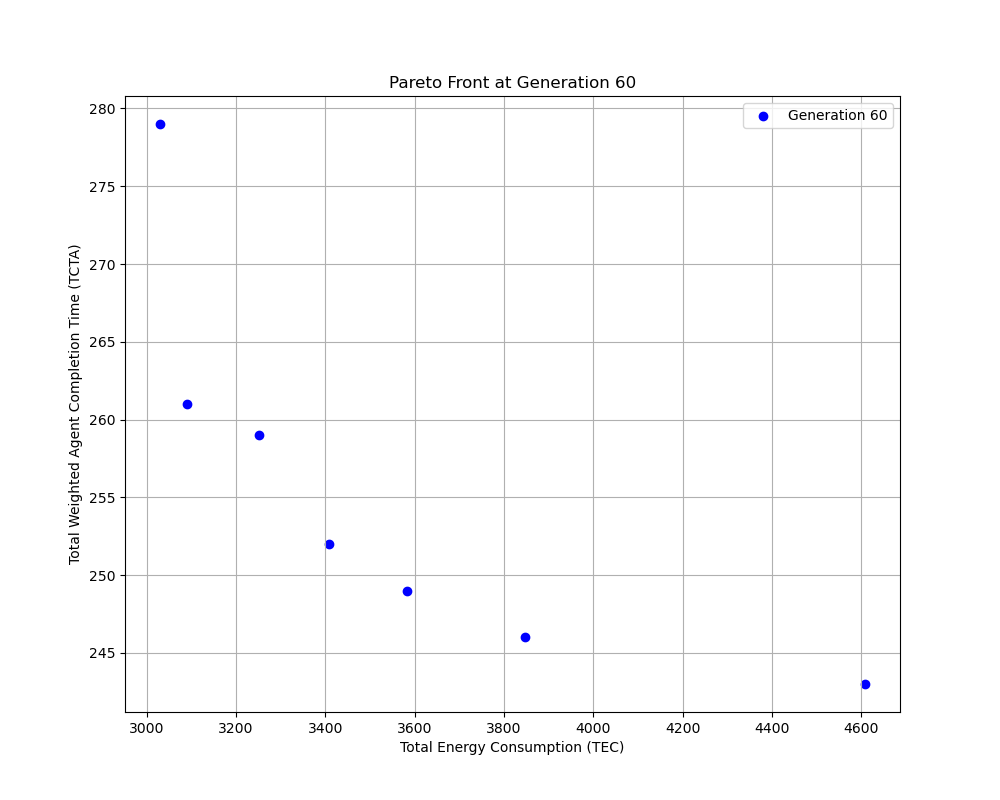 Pareto Front at Generation 60
Generation 60
280
275
270
265
260
255
250
245
Total Weighted Agent Completion Time (TCTA)
3000 3200 3400 3600 3800 4000 4200 4400 4600
Total Energy Consumption (TEC)